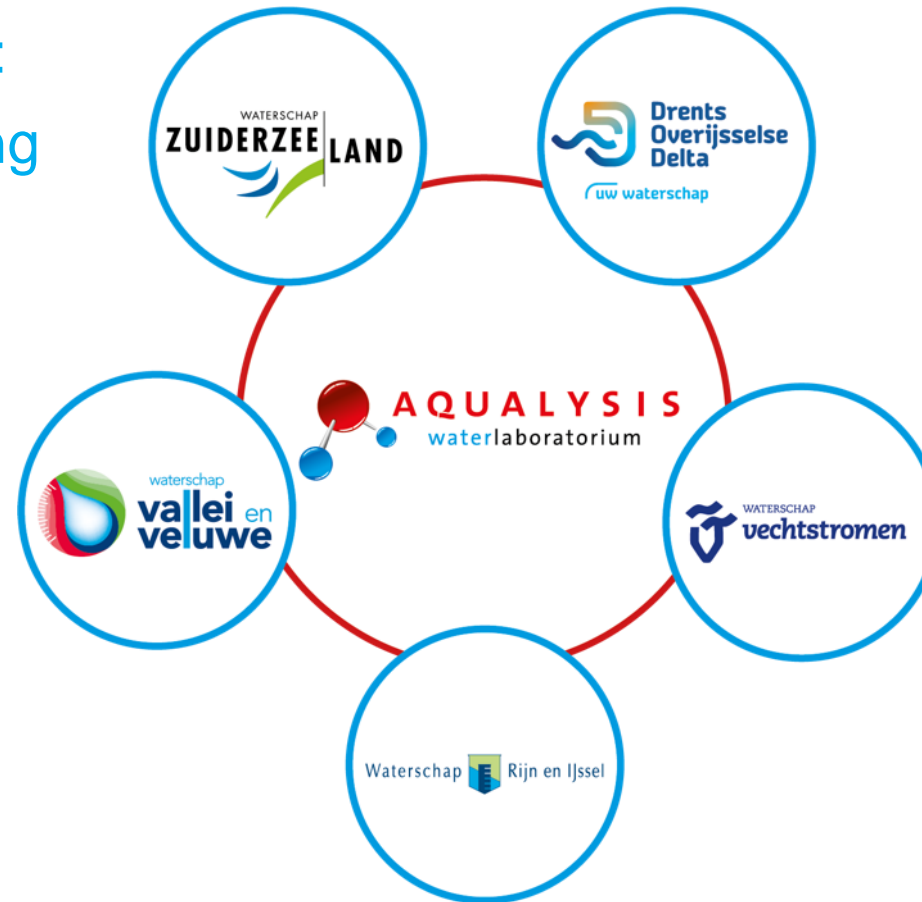 ng
WATERSCHAP
ZUIDERZEE LAND
Drents
Overijsselse
Delta
uw waterschap
AQUALYSIS
waterlaboratorium
waterschap
vallei en
veluwe
WATERSCHAP
vechtstromen
Waterschap Rijn en IJssel